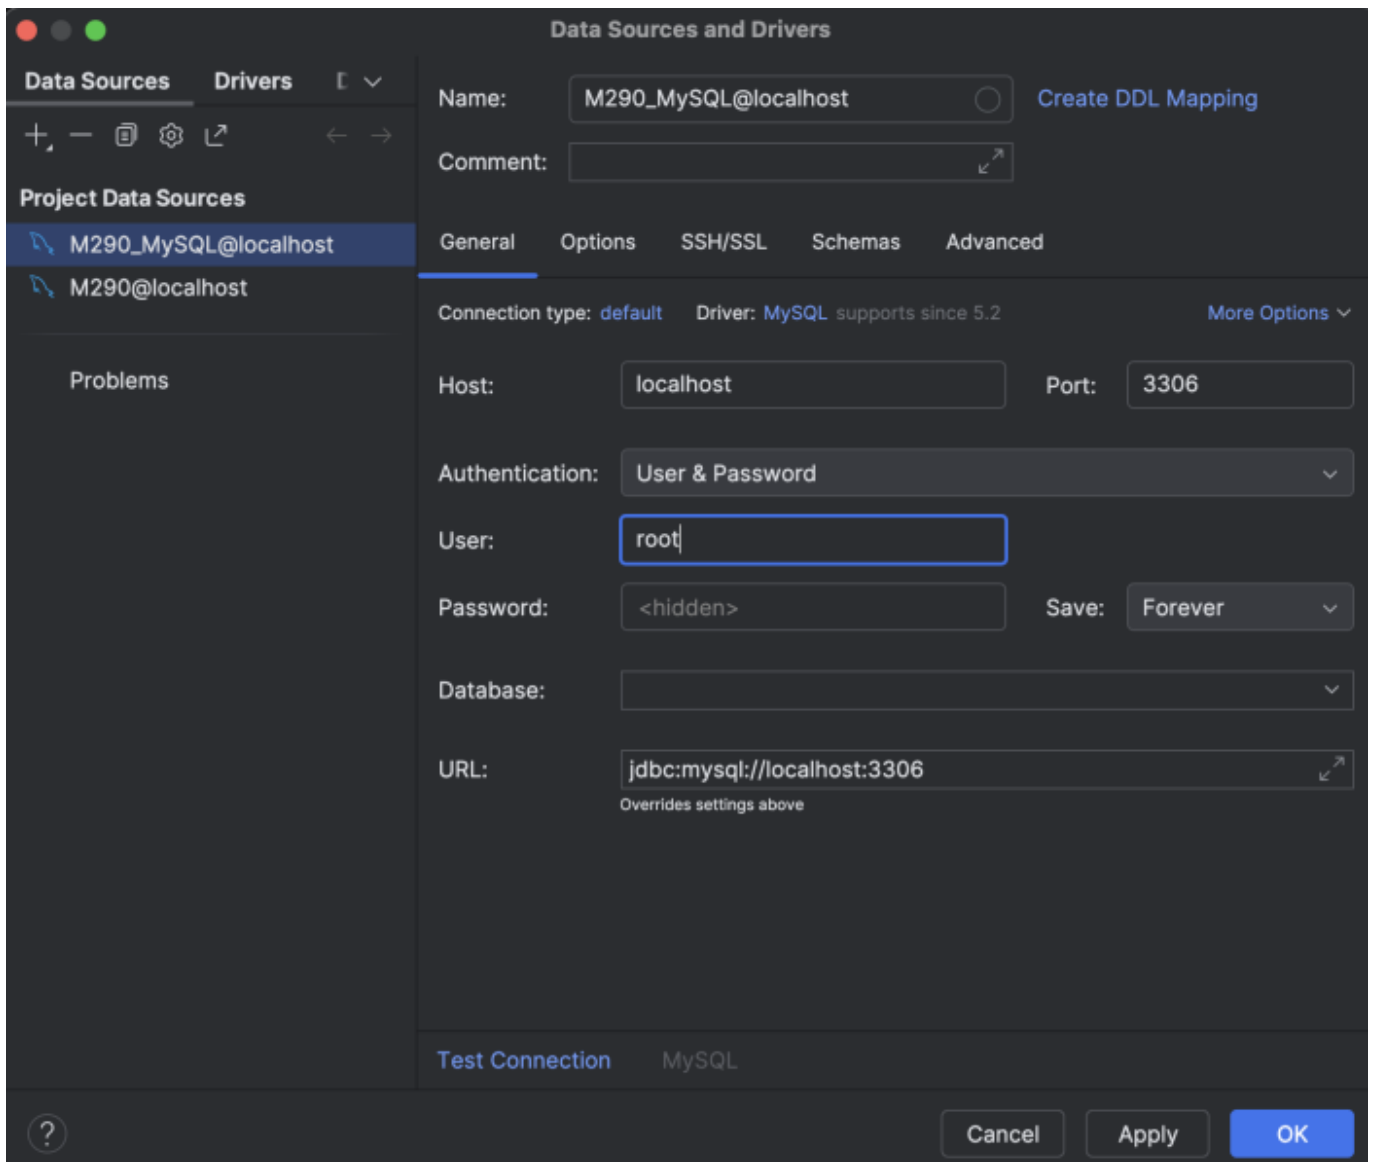 Data Sources and Drivers
Data Sources Drivers
Project Data Sources
M290_MySQL@localhost
M290@localhost
Problems
Name: M290_MySQL@localhost Create DDL Mapping
Comment:
General Options SSH/SSL Schemas Advanced
Connection type: default Driver: MySQL supports since 5.2 More Options
Host: localhost Port: 3306
Authentication: User & Password
User: root
Password: <hidden> Save: Forever
Database:
URL: jdbc:mysql://localhost:3306
Overrides settings above
Test Connection MySQL
? Cancel Apply OK